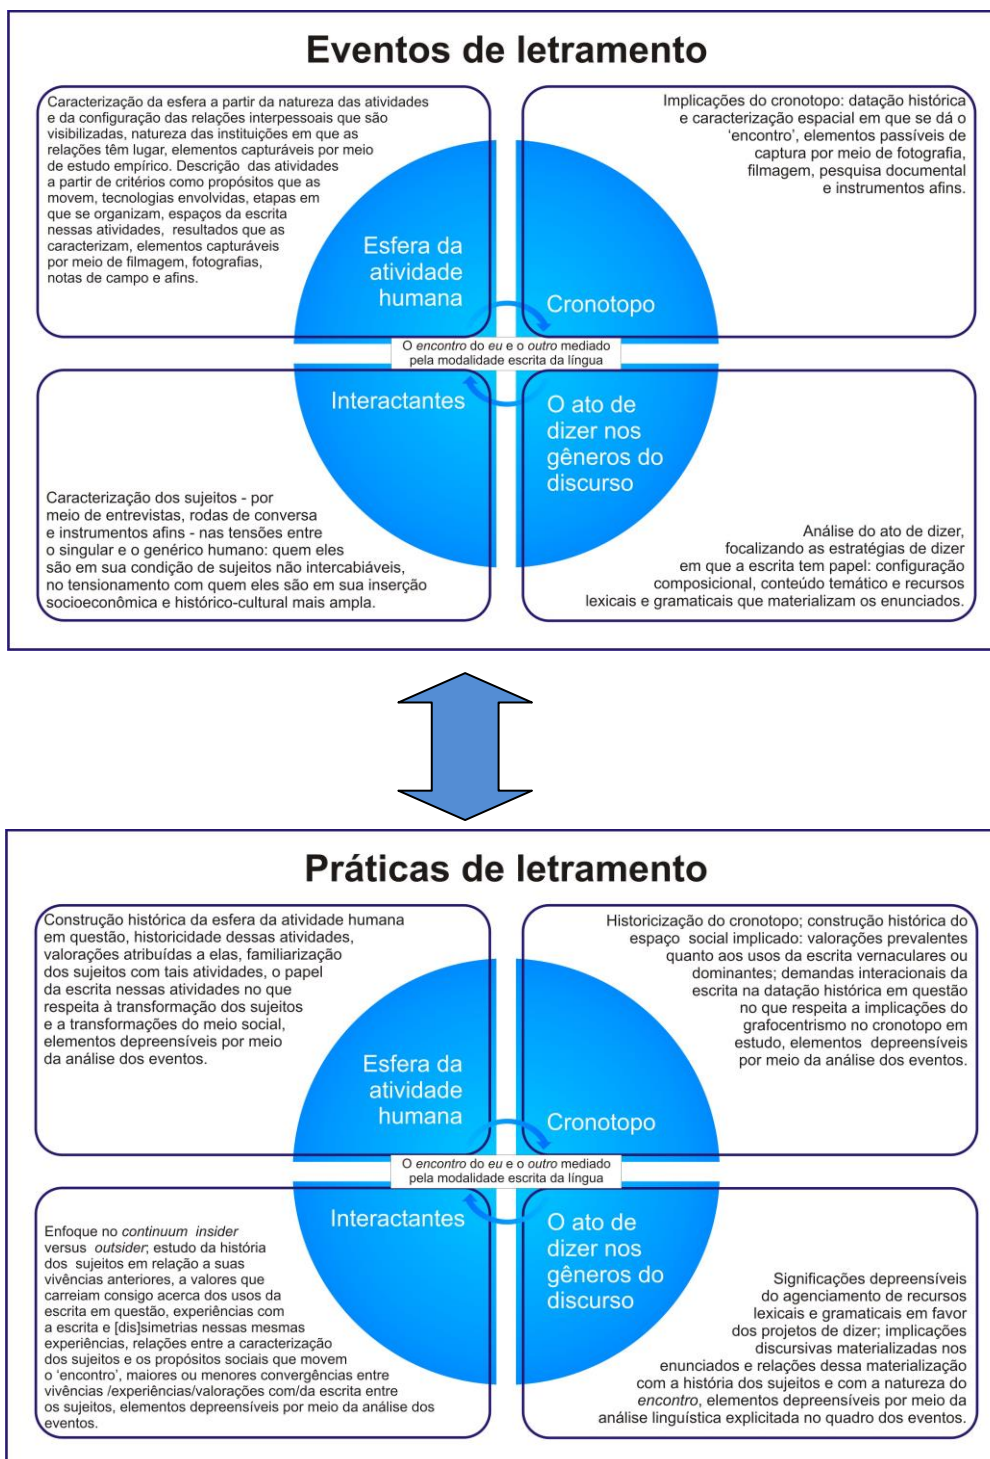 Eventos de letramento
Caracterização da esfera a partir da natureza das atividades
e da configuração das relações interpessoais que são
visibilizadas, natureza das instituições em que as
relações têm lugar, elementos capturáveis por meio
de estudo empírico. Descrição das atividades
a partir de critérios como propósitos que as
movem, tecnologias envolvidas, etapas em
que se organizam, espaços da escrita
nessas atividades, resultados que as
caracterizam, elementos capturáveis
por meio de filmagem, fotografias,
notas de campo e afins.
Implicações do cronotopo: datação histórica
e caracterização espacial em que se dá o
‘encontro’, elementos passíveis de
captura por meio de fotografia,
filmagem, pesquisa documental
e instrumentos afins.
Esfera da
atividade
humana
Cronotopo
O encontro do eu e o outro mediado
pela modalidade escrita da língua
Interactantes
O ato de
dizer nos
gêneros do
discurso
Caracterização dos sujeitos - por
meio de entrevistas, rodas de conversa
e instrumentos afins - nas tensões entre
o singular e o genérico humano: quem eles
são em sua condição de sujeitos não intercabiáveis,
no tensionamento com quem eles são em sua inserção
socioeconômica e histórico-cultural mais ampla.
Análise do ato de dizer,
focalizando as estratégias de dizer
em que a escrita tem papel: configuração
composicional, conteúdo temático e recursos
lexicais e gramaticais que materializam os enunciados.
Práticas de letramento
Construção histórica da esfera da atividade humana
em questão, historicidade dessas atividades,
valorações atribuídas a elas, familiarização
dos sujeitos com tais atividades, o papel
da escrita nessas atividades no que
respeita à transformação dos sujeitos
e a transformações do meio social,
elementos depreensíveis por meio
da análise dos eventos.
Historicização do cronotopo; construção histórica do
espaço social implicado: valorações prevalentes
quanto aos usos da escrita vernaculares ou
dominantes; demandas interacionais da
escrita na datação histórica em questão
no que respeita a implicações do
grafocentrismo no cronotopo em
estudo, elementos depreensíveis
por meio da análise dos eventos.
Esfera da
atividade
humana
Cronotopo
O encontro do eu e o outro mediado
pela modalidade escrita da língua
Interactantes
O ato de
dizer nos
gêneros do
discurso
Enfoque no continuum insider
versus outsider; estudo da história
dos sujeitos em relação a suas
vivências anteriores, a valores que
carreiam consigo acerca dos usos da
escrita em questão, experiências com
a escrita e [dis]simetrias nessas mesmas
experiências, relações entre a caracterização
dos sujeitos e os propósitos sociais que movem
o ‘encontro’, maiores ou menores convergências entre
vivências /experiências/valorações com/da escrita entre
os sujeitos, elementos depreensíveis por meio da análise dos
eventos.
Significações depreensíveis
do agenciamento de recursos
lexicais e gramaticais em favor
dos projetos de dizer; implicações
discursivas materializadas nos
enunciados e relações dessa materialização
com a história dos sujeitos e com a natureza do
encontro, elementos depreensíveis por meio da
análise linguística explicitada no quadro dos eventos.